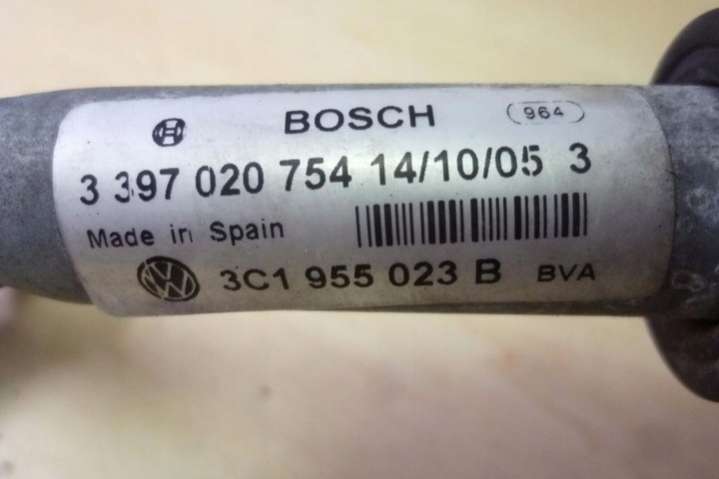 BOSCH 964
3 397 020 754 14/10/05 3
Made in Spain
3C1 955 023 B BVA